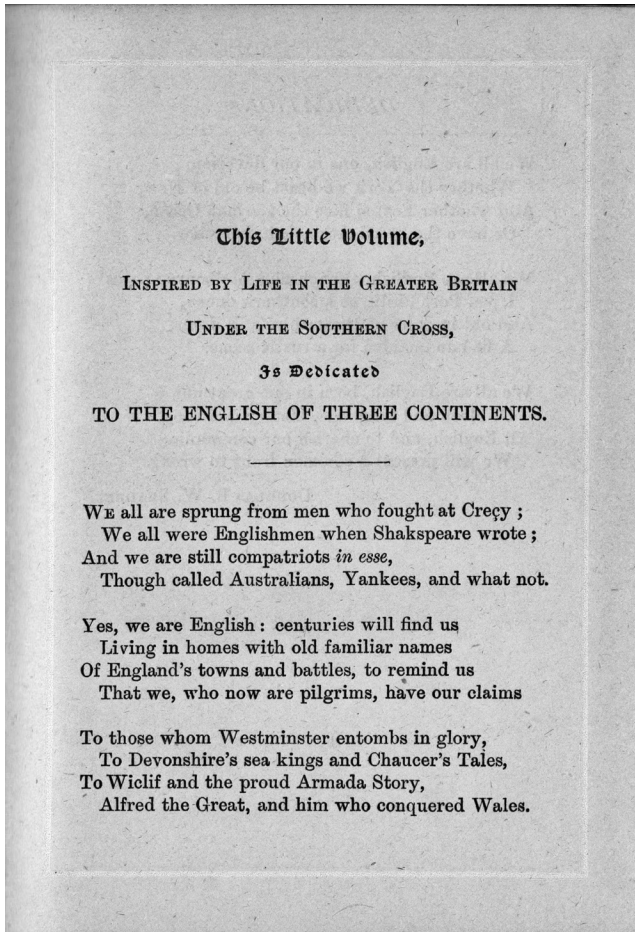 This Little Volume,
INSPIRED BY LIFE IN THE GREATER BRITAIN
UNDER THE SOUTHERN CROSS,
Is Dedicated
TO THE ENGLISH OF THREE CONTINENTS.
WE all are sprung from men who fought at Creçy ;
We all were Englishmen when Shakspeare wrote ;
And we are still compatriots in esse,
Though called Australians, Yankees, and what not.
Yes, we are English : centuries will find us
Living in homes with old familiar names
Of England's towns and battles, to remind us
That we, who now are pilgrims, have our claims
To those whom Westminster entombs in glory,
To Devonshire's sea kings and Chaucer's Tales,
To Wiclif and the proud Armada Story,
Alfred the Great, and him who conquered Wales.